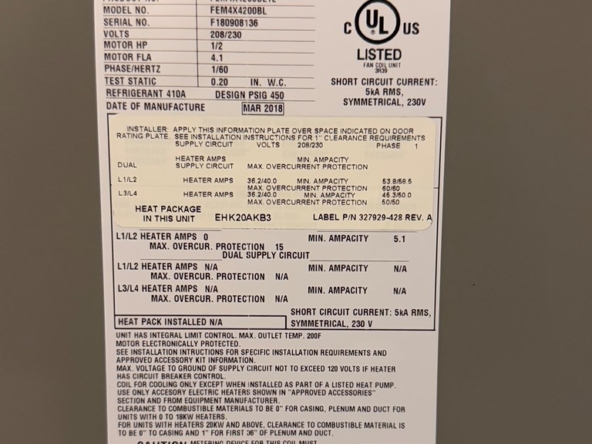 MODEL NO. FEM4X4200BL
SERIAL NO. F180908136
VOLTS 208/230
MOTOR HP 1/2
MOTOR FLA 4.1
PHASE/HERTZ 1/60
TEST STATIC 0.20 IN. W.C.
REFRIGERANT 410A DESIGN PSIG 450
DATE OF MANUFACTURE MAR 2018
C UL US
LISTED
FAN COIL UNIT
SHORT CIRCUIT CURRENT:
5kA RMS,
SYMMETRICAL, 230V
INSTALLER: APPLY THIS INFORMATION PLATE OVER SPACE INDICATED ON DOOR
RATING PLATE. SEE INSTALLATION INSTRUCTIONS FOR 1" CLEARANCE REQUIREMENTS
SUPPLY CIRCUIT VOLTS 208/230 PHASE 1
HEATER AMPS MIN. AMPACITY
DUAL SUPPLY CIRCUIT MAX. OVERCURRENT PROTECTION
L1/L2 HEATER AMPS 36.2/40.0 MIN. AMPACITY 53.8/58.5
MAX. OVERCURRENT PROTECTION 60/60
L3/L4 HEATER AMPS 36.2/40.0 MIN. AMPACITY 45.3/50.0
MAX. OVERCURRENT PROTECTION 50/50
HEAT PACKAGE
IN THIS UNIT EHK20AKB3 LABEL P/N 327929-428 REV. A
L1/L2 HEATER AMPS 0 MIN. AMPACITY 5.1
MAX. OVERCUR. PROTECTION 15
DUAL SUPPLY CIRCUIT
L1/L2 HEATER AMPS N/A MIN. AMPACITY N/A
MAX. OVERCUR. PROTECTION N/A
L3/L4 HEATER AMPS N/A MIN. AMPACITY N/A
MAX. OVERCUR. PROTECTION N/A
SHORT CIRCUIT CURRENT: 5kA RMS,
HEAT PACK INSTALLED N/A SYMMETRICAL, 230 V
UNIT HAS INTEGRAL LIMIT CONTROL. MAX. OUTLET TEMP. 200F
MOTOR ELECTRONICALLY PROTECTED.
SEE INSTALLATION INTRUCTIONS FOR SPECIFIC INSTALLATION REQUIREMENTS AND
APPROVED ACCESSORY KIT INFORMATION.
MAX. VOLTAGE TO GROUND OF SUPPLY CIRCUIT NOT TO EXCEED 120 VOLTS IF HEATER
HAS CIRCUIT BREAKER CONTROL.
COIL FOR COOLING ONLY EXCEPT WHEN INSTALLED AS PART OF A LISTED HEAT PUMP.
USE ONLY ACCESORY ELECTRIC HEATERS SHOWN IN "APPROVED ACCESSORIES"
SECTION AND FROM EQUIPMENT MANUFACTURER.
CLEARANCE TO COMBUSTIBLE MATERIALS TO BE 0" FOR CASING, PLENUM AND DUCT FOR
UNITS WITH 0 TO 18KW HEATERS.
FOR UNITS WITH HEATERS 20KW AND ABOVE, CLEARANCE TO COMBUSTIBLE MATERIAL IS
TO BE 0" TO CASING AND 1" FOR FIRST 36" OF PLENUM AND DUCT.